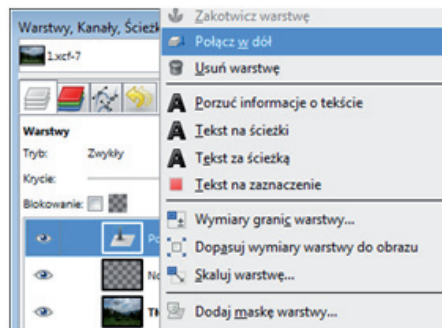 Warstwy, Kanały, Ścieżk
1.xcf-7
Warstwy
Tryb: Zwykły
Krycie:
Blokowanie:
Po
No
Zakotwicz warstwę
Połącz w dół
Usuń warstwę
Porzuć informacje o tekście
Tekst na ścieżki
Tekst za ścieżką
Tekst na zaznaczenie
Wymiary granic warstwy...
Dopasuj wymiary warstwy do obrazu
Skaluj warstwę...
Dodaj maskę warstwy...